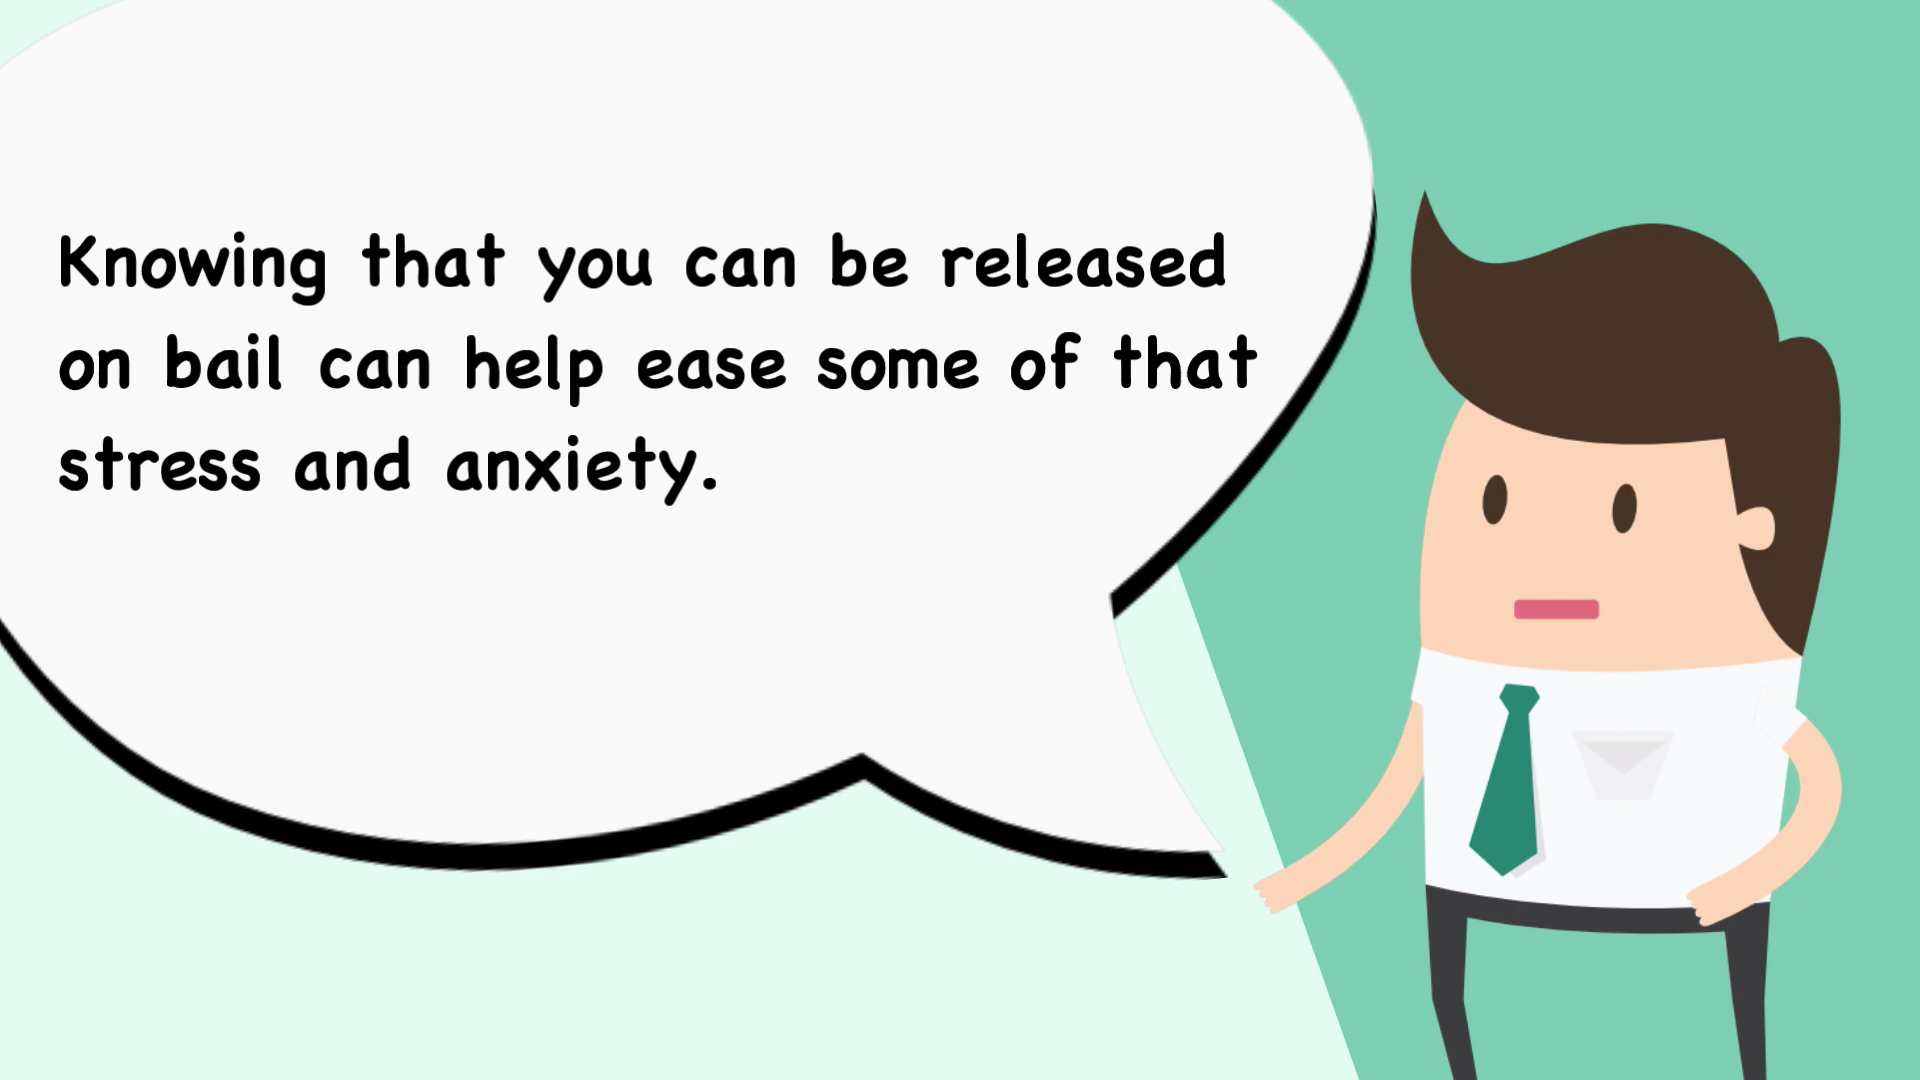 Knowing that you can be released
on bail can help ease some of that
stress and anxiety.